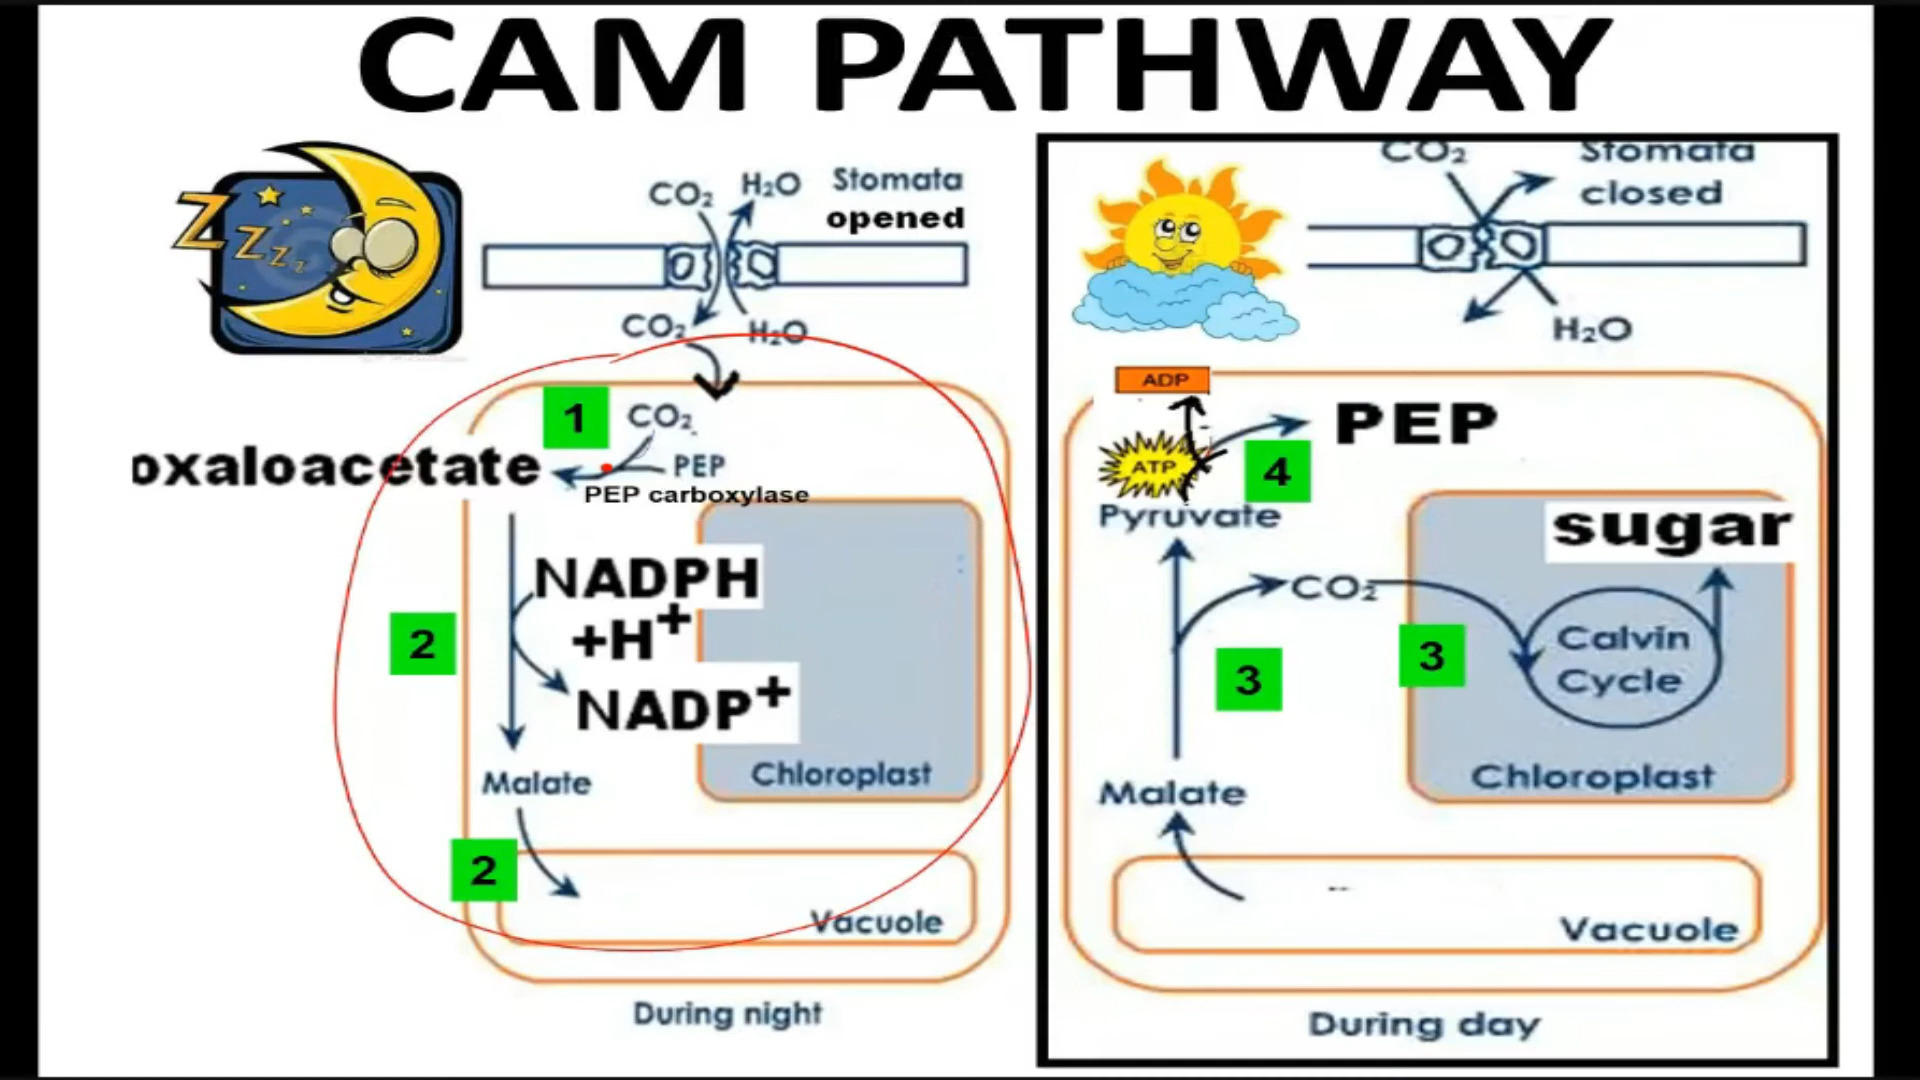 CAM PATHWAY
Z Z Z Z
CO₂ H₂O Stomata
opened
CO₂ H₂O
1 CO₂
oxaloacetate PEP
PEP carboxylase
NADPH
+H⁺
2
NADP⁺
Malate
Chloroplast
2
Vacuole
During night
CO₂ Stomata
closed
H₂O
ADP
PEP
ATP
4
Pyruvate
sugar
CO₂
3
3
Calvin
Cycle
Chloroplast
Malate
Vacuole
During day